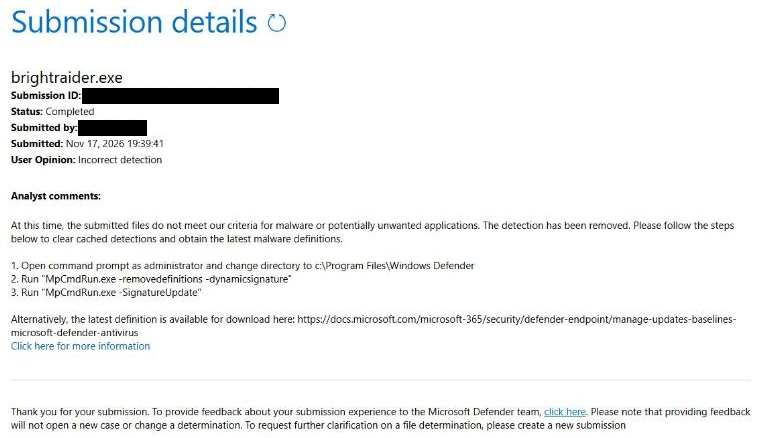 Submission details
brightraider.exe
Submission ID:
Status: Completed
Submitted by:
Submitted: Nov 17, 2026 19:39:41
User Opinion: Incorrect detection
Analyst comments:
At this time, the submitted files do not meet our criteria for malware or potentially unwanted applications. The detection has been removed. Please follow the steps
below to clear cached detections and obtain the latest malware definitions.
1. Open command prompt as administrator and change directory to c:\Program Files\Windows Defender
2. Run "MpCmdRun.exe -removedefinitions -dynamicsignature"
3. Run "MpCmdRun.exe -SignatureUpdate"
Alternatively, the latest definition is available for download here: https://docs.microsoft.com/microsoft-365/security/defender-endpoint/manage-updates-baselines-
microsoft-defender-antivirus
Click here for more information
Thank you for your submission. To provide feedback about your submission experience to the Microsoft Defender team, click here. Please note that providing feedback
will not open a new case or change a determination. To request further clarification on a file determination, please create a new submission